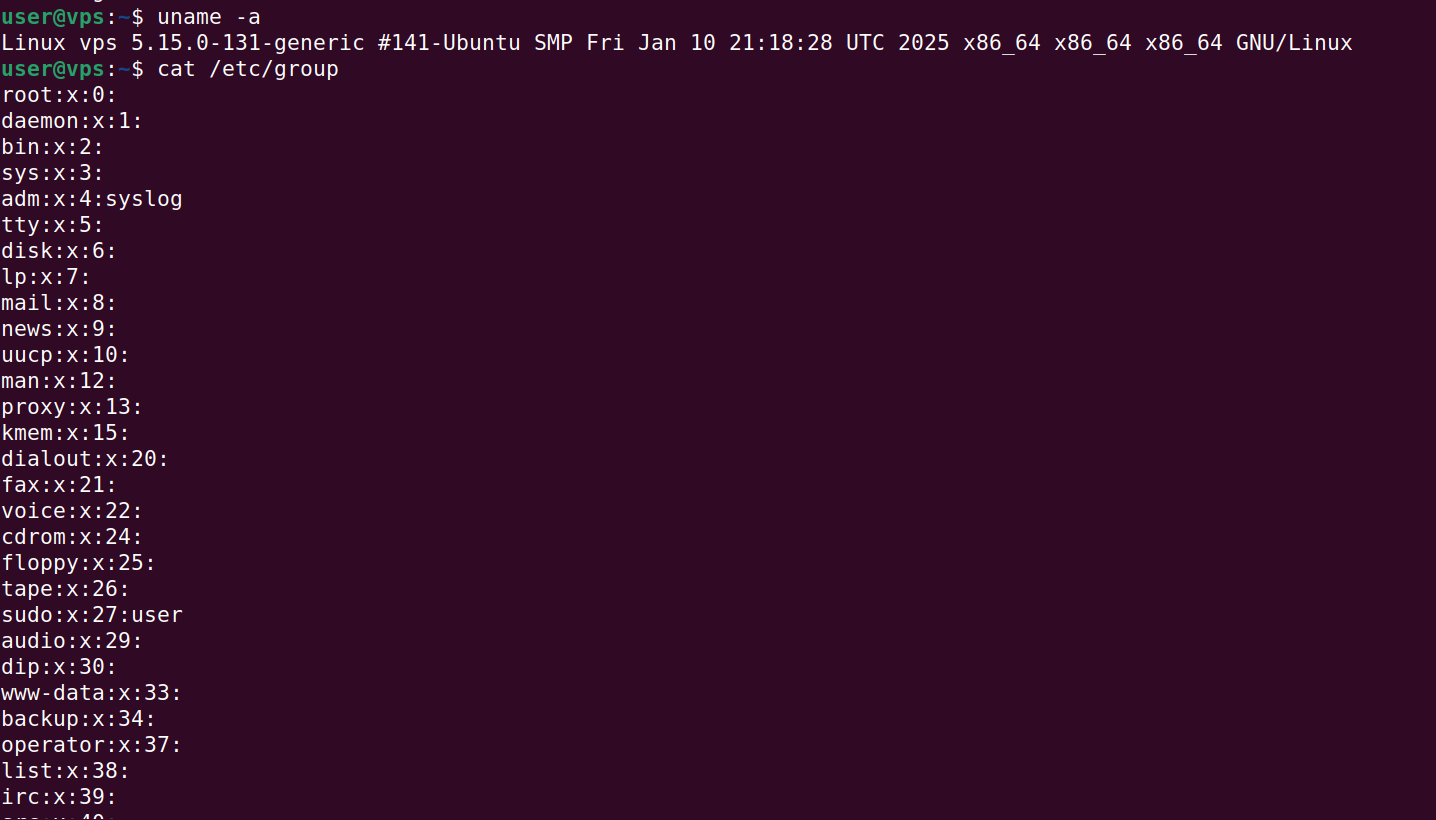 user@vps:~$ uname -a
Linux vps 5.15.0-131-generic #141-Ubuntu SMP Fri Jan 10 21:18:28 UTC 2025 x86_64 x86_64 x86_64 GNU/Linux
user@vps:~$ cat /etc/group
root:x:0:
daemon:x:1:
bin:x:2:
sys:x:3:
adm:x:4:syslog
tty:x:5:
disk:x:6:
lp:x:7:
mail:x:8:
news:x:9:
uucp:x:10:
man:x:12:
proxy:x:13:
kmem:x:15:
dialout:x:20:
fax:x:21:
voice:x:22:
cdrom:x:24:
floppy:x:25:
tape:x:26:
sudo:x:27:user
audio:x:29:
dip:x:30:
www-data:x:33:
backup:x:34:
operator:x:37:
list:x:38:
irc:x:39: